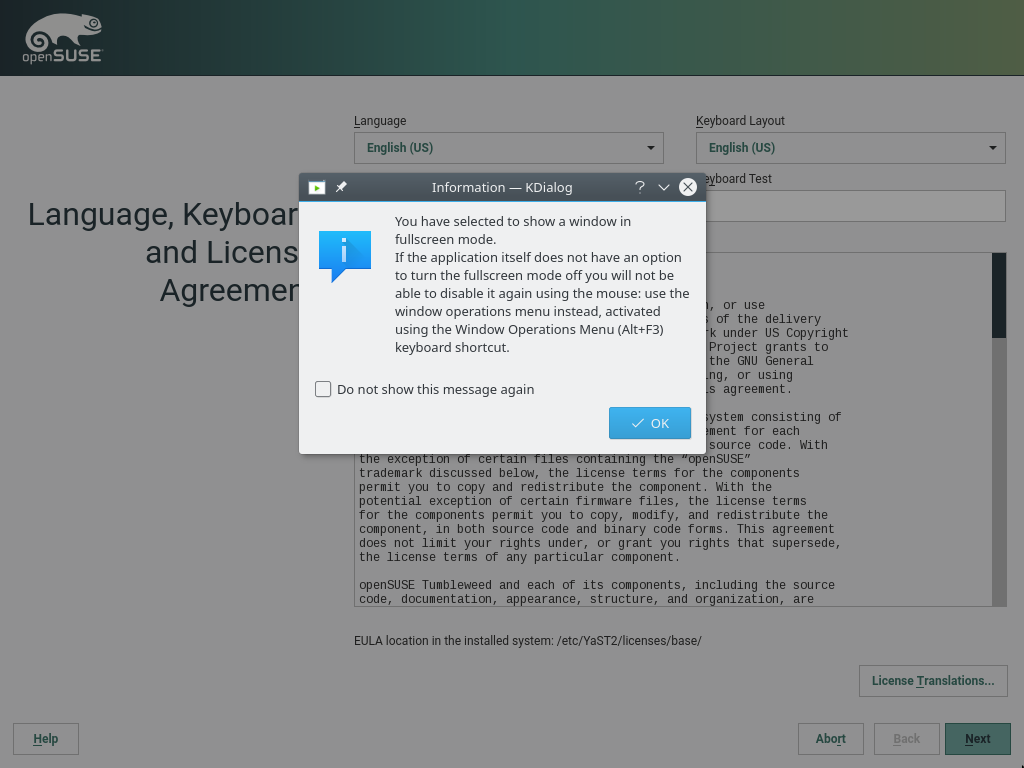 openSUSE
Language
Keyboard Layout
English (US)
English (US)
eyboard Test
Language, Keyboar
and Licens
Agreemen
Information — KDialog
You have selected to show a window in
fullscreen mode.
If the application itself does not have an option
to turn the fullscreen mode off you will not be
able to disable it again using the mouse: use the
window operations menu instead, activated
using the Window Operations Menu (Alt+F3)
keyboard shortcut.
Do not show this message again
OK
, or use
s of the delivery
rk under US Copyright
Project grants to
the GNU General
ng, or using
s agreement.
system consisting of
ement for each
source code. With
the exception of certain files containing the “openSUSE”
trademark discussed below, the license terms for the components
permit you to copy and redistribute the component. With the
potential exception of certain firmware files, the license terms
for the components permit you to copy, modify, and redistribute the
component, in both source code and binary code forms. This agreement
does not limit your rights under, or grant you rights that supersede,
the license terms of any particular component.
openSUSE Tumbleweed and each of its components, including the source
code, documentation, appearance, structure, and organization, are
EULA location in the installed system: /etc/YaST2/licenses/base/
License Translations...
Help
Abort
Back
Next